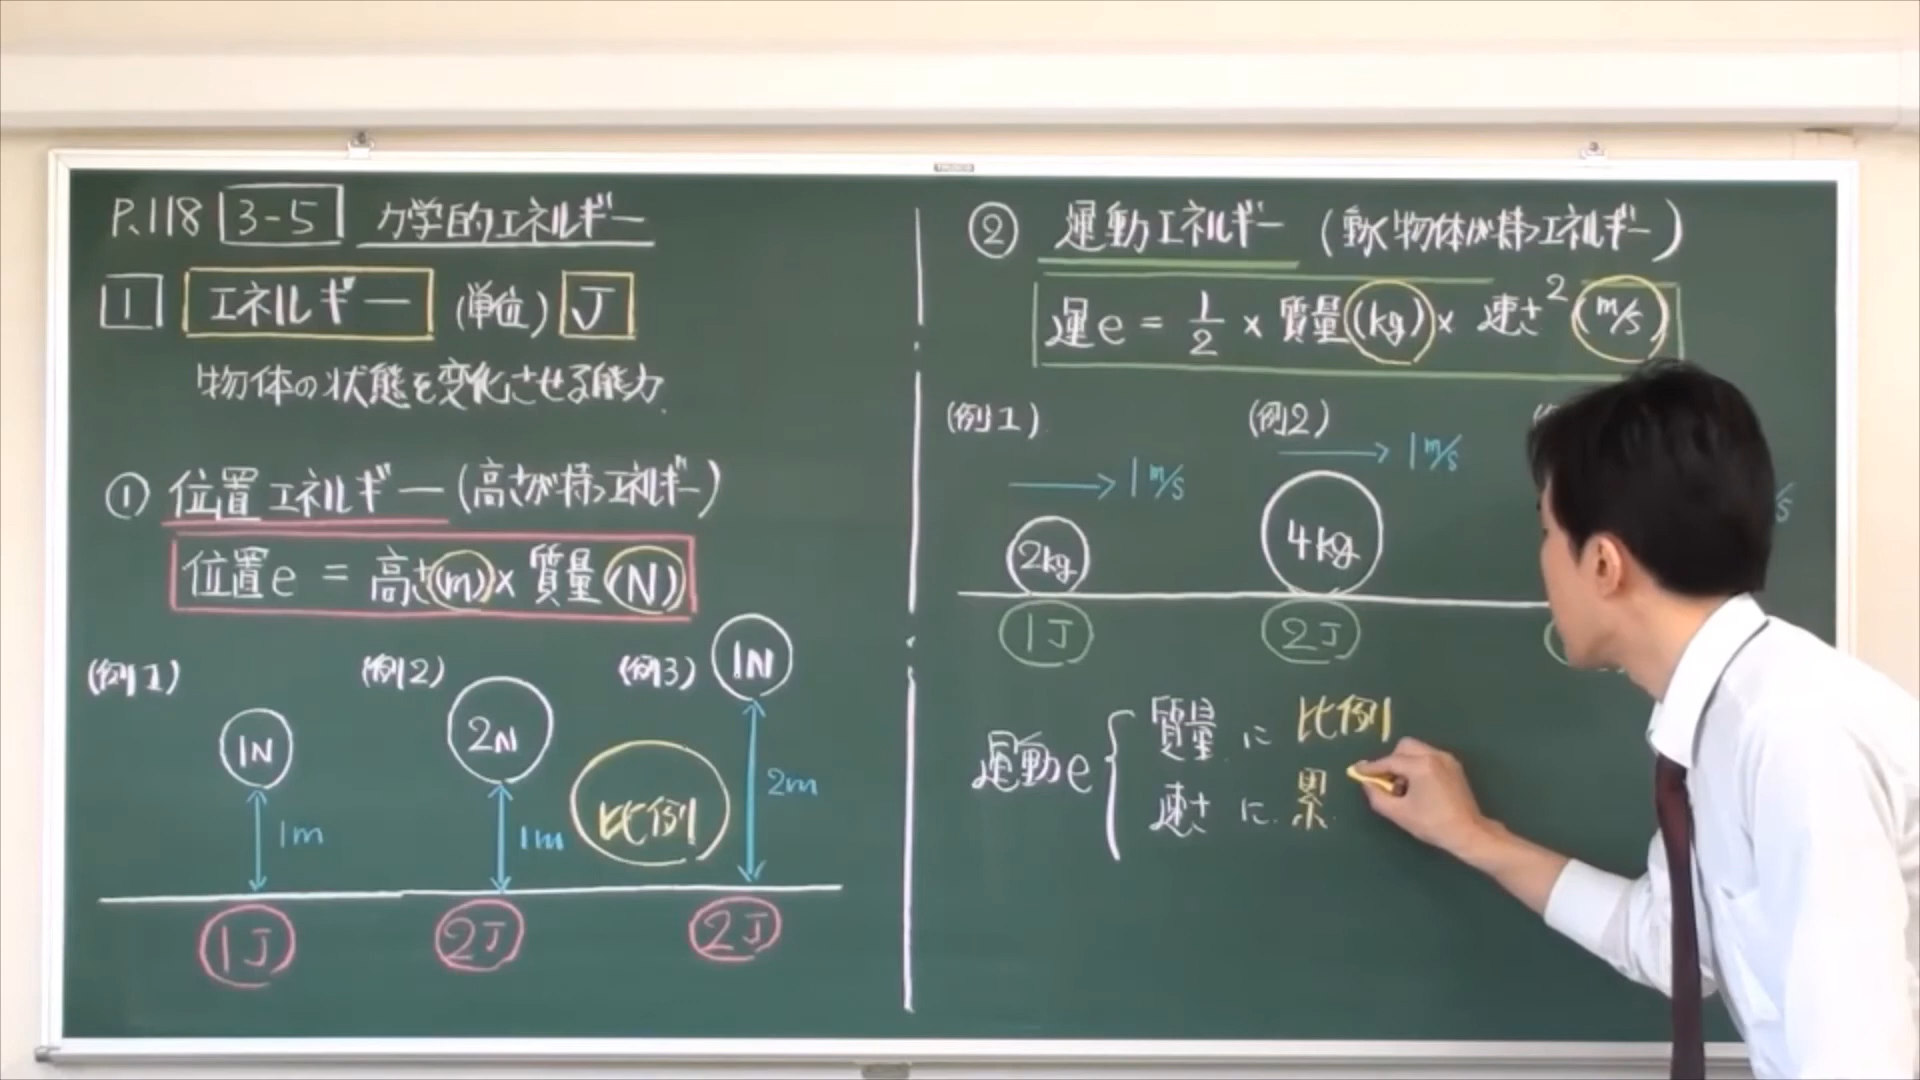 P.118 3-5 力学的エネルギー
1 エネルギー (単位) J
物体の状態を変化させる能力.
① 位置エネルギー (高さが持つエネルギー)
位置e = 高さ(m) × 質量(N)
(例1) (例2) (例3)
1N 2N 1N
1m 1m 比例 2m
1J 2J 2J
② 運動エネルギー (動く物体が持つエネルギー)
運e = 1/2 × 質量(kg) × 速さ² (m/s)
(例1) (例2)
1m/s 1m/s
2kg 4kg
1J 2J
運動e { 質量 に 比例
速さ に 累